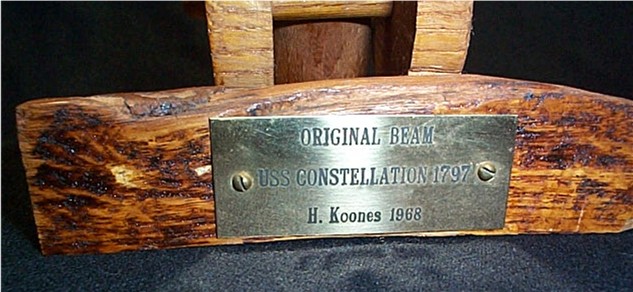 ORIGINAL BEAM
USS CONSTELLATION 1797
H. Koones 1968